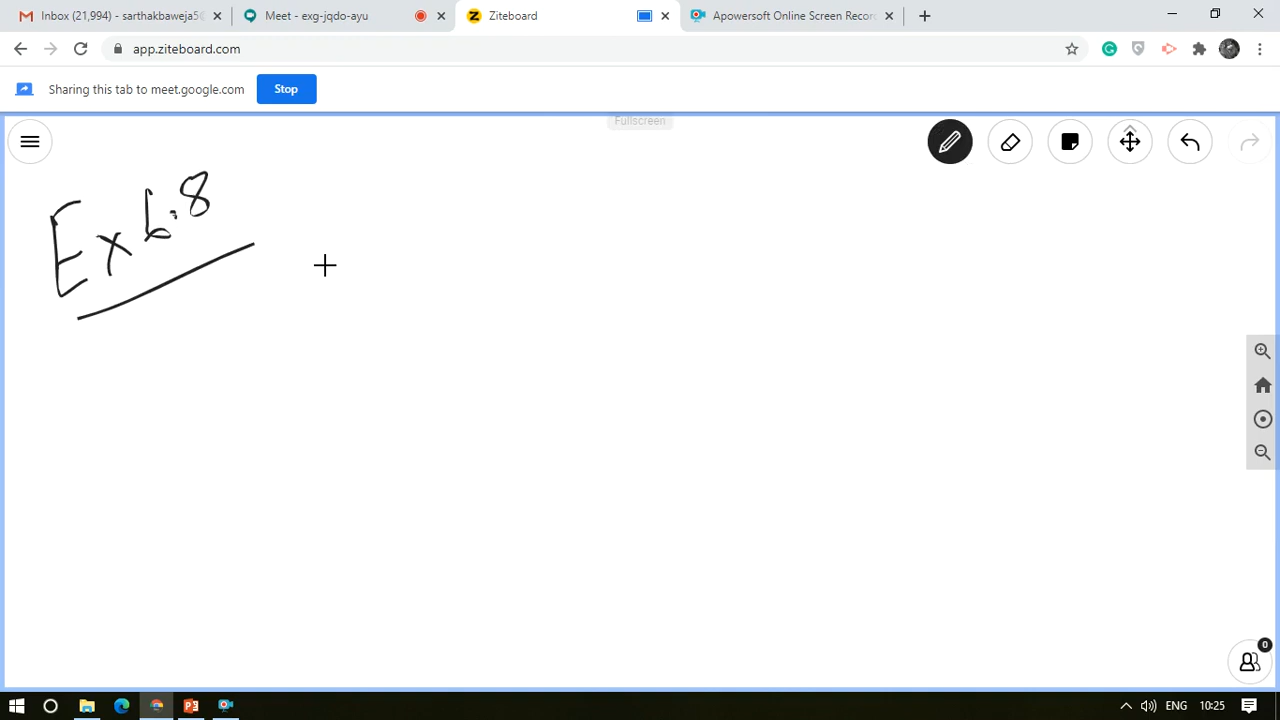 Inbox (21,994) - sarthakbaweja5
Meet - exg-jqdo-ayu
Ziteboard
Apowersoft Online Screen Recor
app.ziteboard.com
Sharing this tab to meet.google.com
Stop
Fullscreen
Ex 6.8
0
ENG
10:25